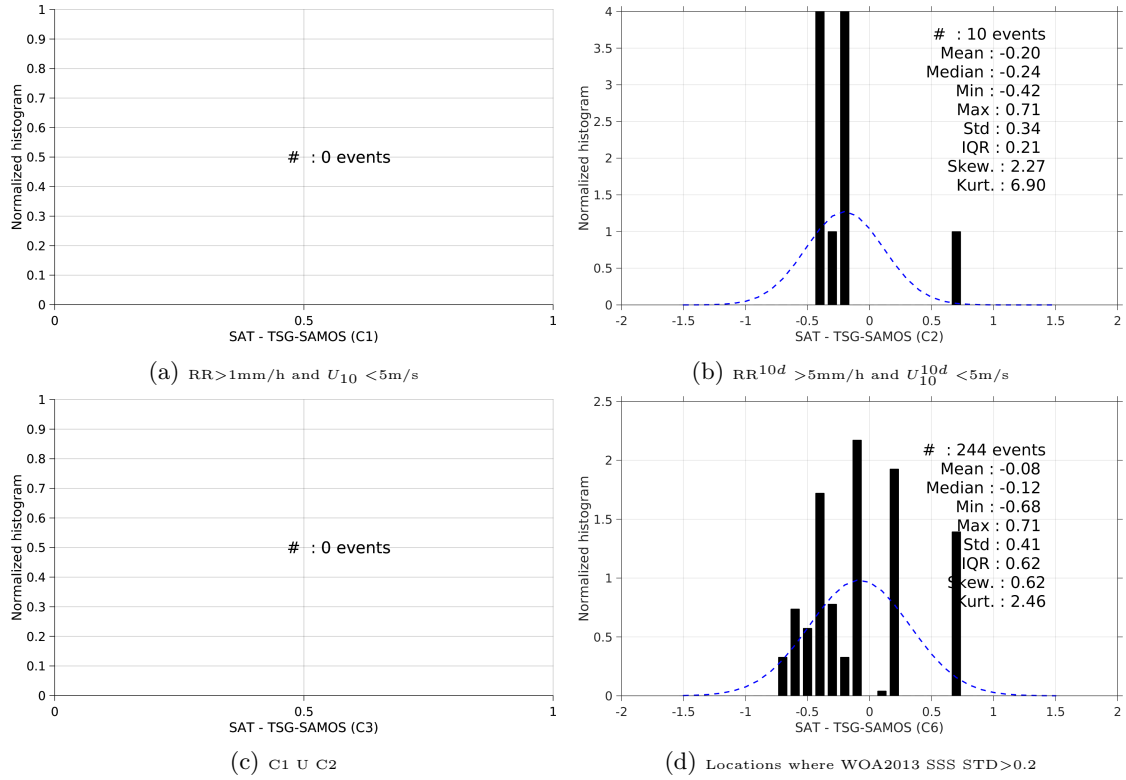 1
0.9
0.8
0.7
0.6
0.5
0.4
0.3
0.2
0.1
0
Normalized histogram
# : 0 events
0 0.5 1
SAT - TSG-SAMOS (C1)
(a) RR>1mm/h and U10 <5m/s
4
3.5
3
2.5
2
1.5
1
0.5
0
Normalized histogram
# : 10 events
Mean : -0.20
Median : -0.24
Min : -0.42
Max : 0.71
Std : 0.34
IQR : 0.21
Skew. : 2.27
Kurt. : 6.90
-2 -1.5 -1 -0.5 0 0.5 1 1.5 2
SAT - TSG-SAMOS (C2)
(b) RR10d >5mm/h and U10d10 <5m/s
1
0.9
0.8
0.7
0.6
0.5
0.4
0.3
0.2
0.1
0
Normalized histogram
# : 0 events
0 0.5 1
SAT - TSG-SAMOS (C3)
(c) C1 U C2
2.5
2
1.5
1
0.5
0
Normalized histogram
# : 244 events
Mean : -0.08
Median : -0.12
Min : -0.68
Max : 0.71
Std : 0.41
IQR : 0.62
Skew. : 0.62
Kurt. : 2.46
-2 -1.5 -1 -0.5 0 0.5 1 1.5 2
SAT - TSG-SAMOS (C6)
(d) Locations where WOA2013 SSS STD>0.2